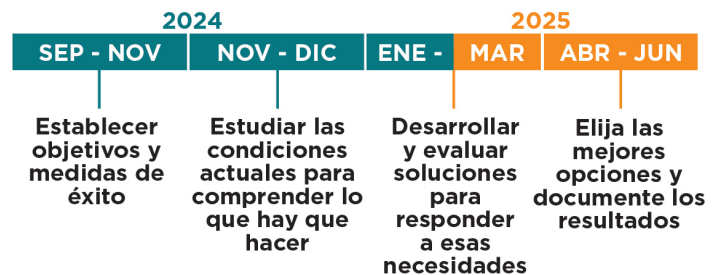 2024
2025
SEP - NOV
NOV - DIC
ENE - MAR
ABR - JUN
Establecer
objetivos y
medidas de
éxito
Estudiar las
condiciones
actuales para
comprender lo
que hay que
hacer
Desarrollar
y evaluar
soluciones
para
responder
a esas
necesidades
Elija las
mejores
opciones y
documente los
resultados